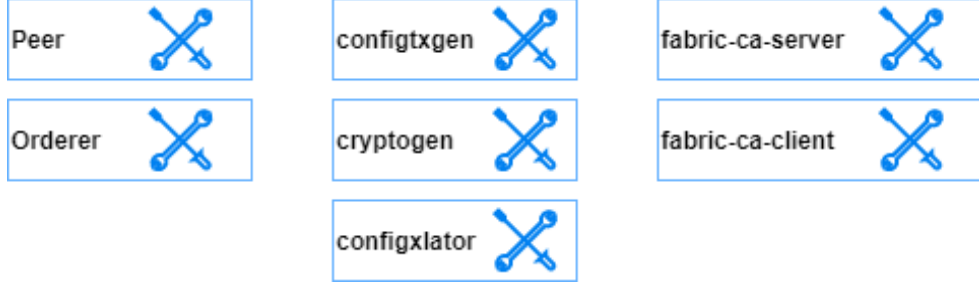 Peer
configtxgen
fabric-ca-server
Orderer
cryptogen
fabric-ca-client
configxlator